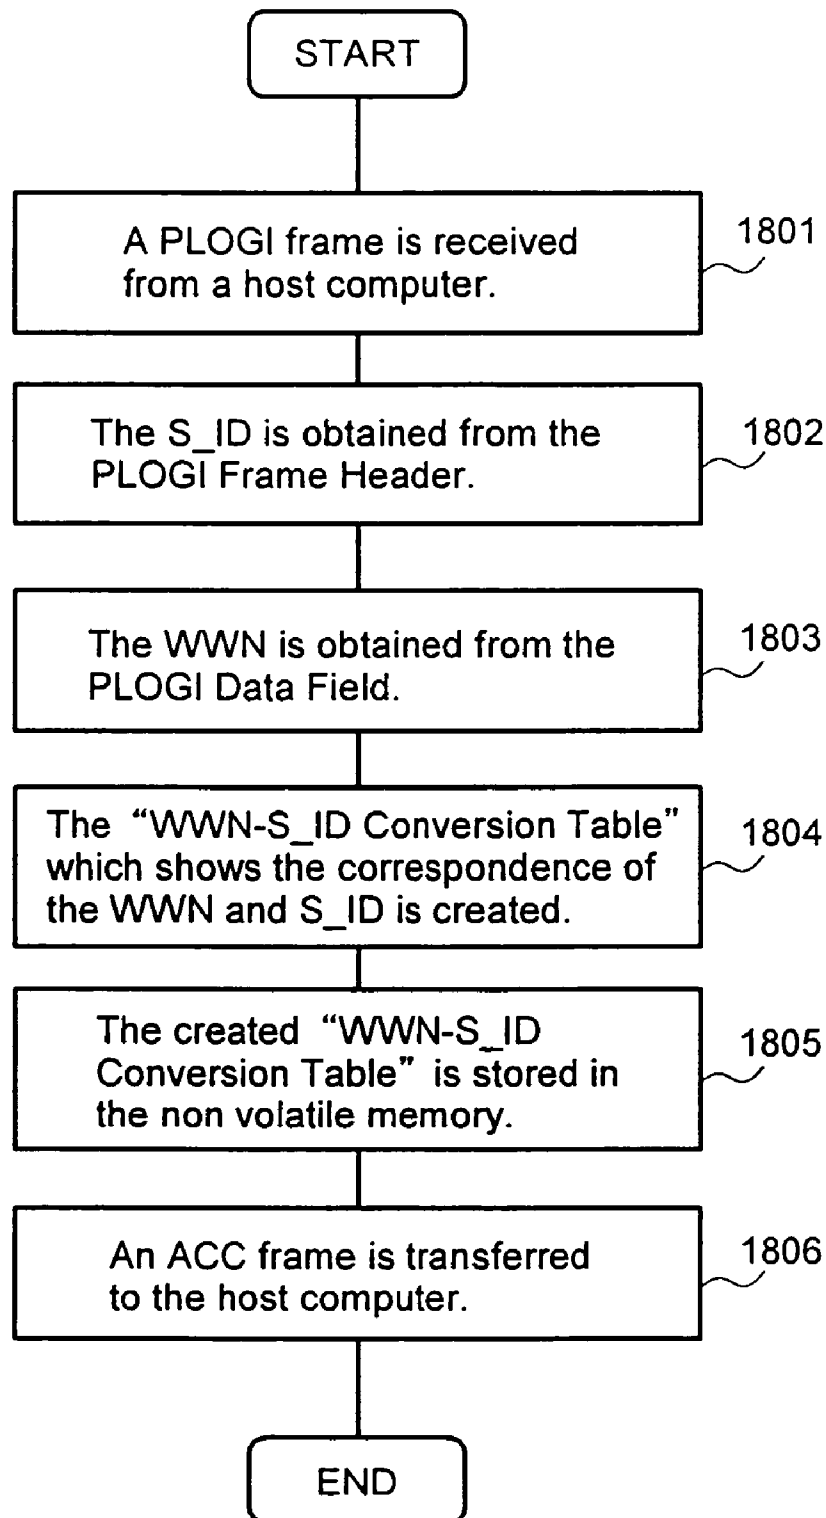 START
A PLOGI frame is received
from a host computer.
1801
The S_ID is obtained from the
PLOGI Frame Header.
1802
The WWN is obtained from the
PLOGI Data Field.
1803
The “WWN-S_ID Conversion Table”
which shows the correspondence of
the WWN and S_ID is created.
1804
The created “WWN-S_ID
Conversion Table” is stored in
the non volatile memory.
1805
An ACC frame is transferred
to the host computer.
1806
END